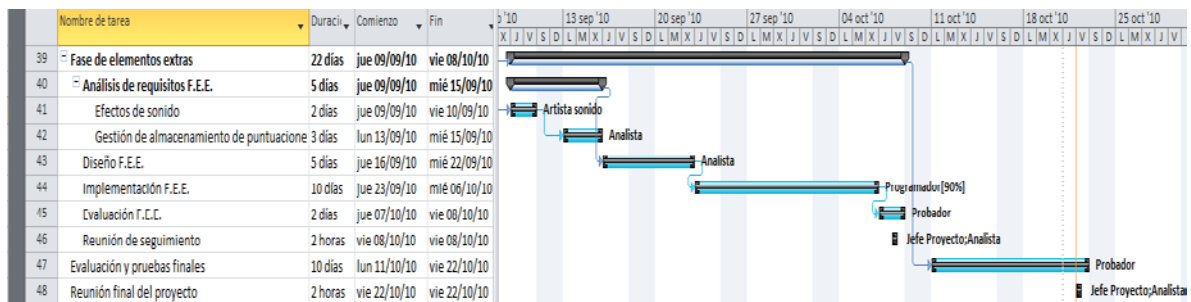 Nombre de tarea Duració Comienzo Fin '10 13 sep '10 20 sep '10 27 sep '10 04 oct '10 11 oct '10 18 oct '10 25 oct '10
X J V S D L M X J V S D L M X J V S D L M X J V S D L M X J V S D L M X J V S D L M X J V S D L M X J V
39 Fase de elementos extras 22 días jue 09/09/10 vie 08/10/10
40 Análisis de requisitos F.E.E. 5 días jue 09/09/10 mié 15/09/10
41 Efectos de sonido 2 días jue 09/09/10 vie 10/09/10 Artista sonido
42 Gestión de almacenamiento de puntuacione 3 días lun 13/09/10 mié 15/09/10 Analista
43 Diseño F.E.E. 5 días jue 16/09/10 mié 22/09/10 Analista
44 Implementación F.E.E. 10 días jue 23/09/10 mié 06/10/10 Programador[90%]
45 Evaluación F.E.E. 2 días jue 07/10/10 vie 08/10/10 Probador
46 Reunión de seguimiento 2 horas vie 08/10/10 vie 08/10/10 Jefe Proyecto;Analista
47 Evaluación y pruebas finales 10 días lun 11/10/10 vie 22/10/10 Probador
48 Reunión final del proyecto 2 horas vie 22/10/10 vie 22/10/10 Jefe Proyecto;Analista